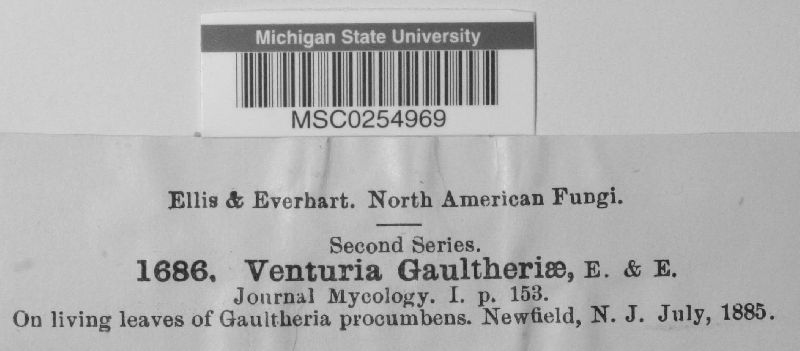 Michigan State University
MSC0254969
Ellis & Everhart. North American Fungi.
Second Series.
1686. Venturia Gaultheriæ, E. & E.
Journal Mycology. I. p. 153.
On living leaves of Gaultheria procumbens. Newfield, N. J. July, 1885.